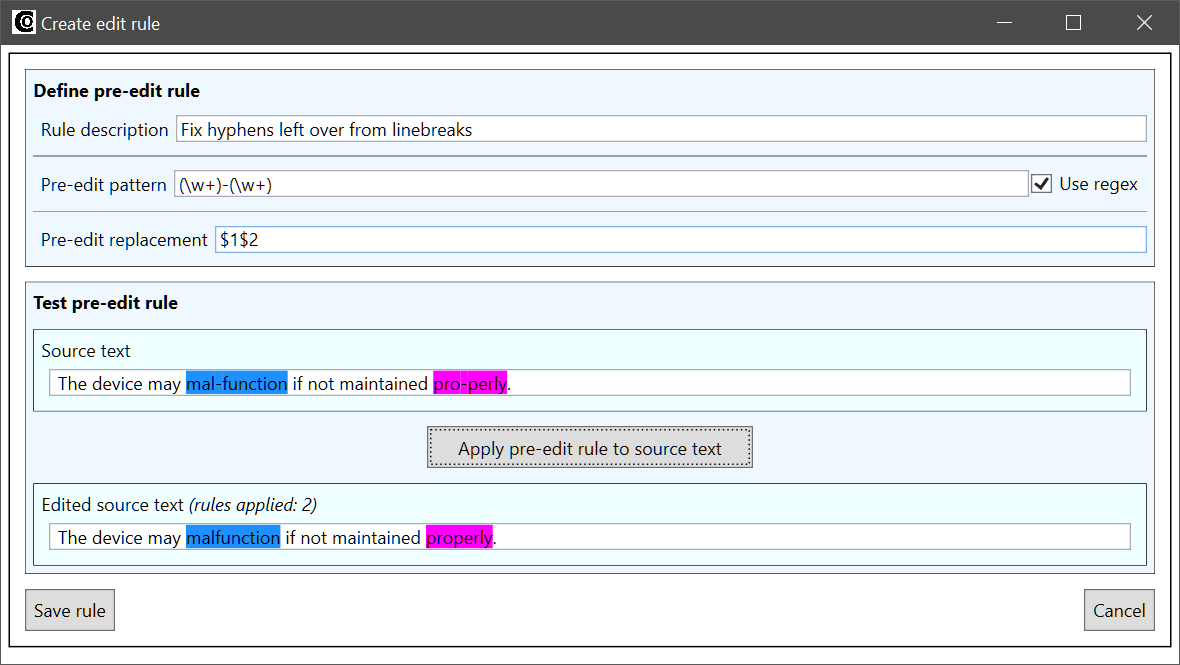 Create edit rule
Define pre-edit rule
Rule description Fix hyphens left over from linebreaks
Pre-edit pattern (\w+)-(\w+) Use regex
Pre-edit replacement $1$2
Test pre-edit rule
Source text
The device may mal-function if not maintained pro-perly.
Apply pre-edit rule to source text
Edited source text (rules applied: 2)
The device may malfunction if not maintained properly.
Save rule Cancel